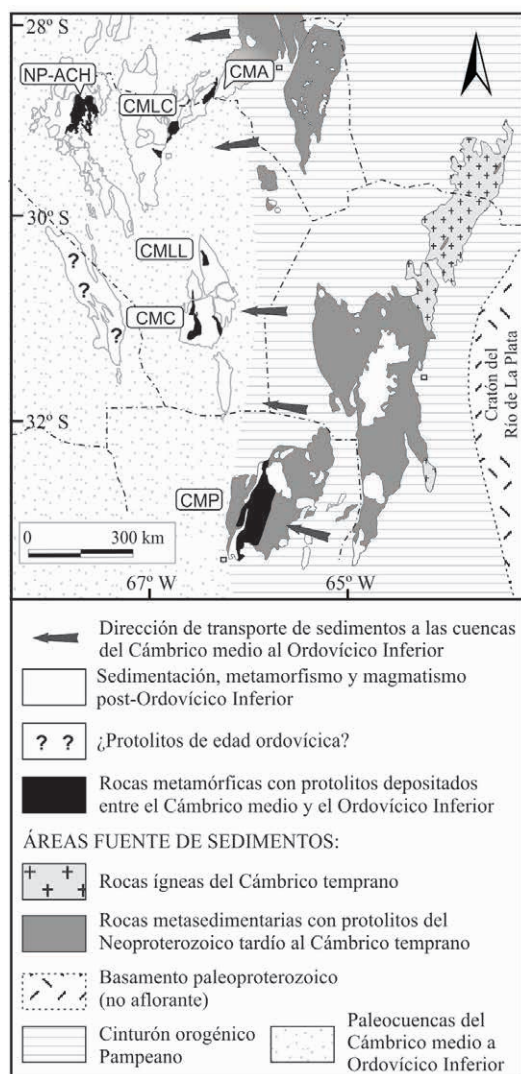 28º S
NP-ACH
CMLC
CMA
30º S
?
?
?
CMLL
CMC
32º S
CMP
0 300 km
67º W
65º W
Cratón del
Río de La Plata
Dirección de transporte de sedimentos a las cuencas
del Cámbrico medio al Ordovícico Inferior
Sedimentación, metamorfismo y magmatismo
post-Ordovícico Inferior
? ?
¿Protolitos de edad ordovícica?
Rocas metamórficas con protolitos depositados
entre el Cámbrico medio y el Ordovícico Inferior
ÁREAS FUENTE DE SEDIMENTOS:
Rocas ígneas del Cámbrico temprano
Rocas metasedimentarias con protolitos del
Neoproterozoico tardío al Cámbrico temprano
Basamento paleoproterozoico
(no aflorante)
Cinturón orogénico
Pampeano
Paleocuencas del
Cámbrico medio a
Ordovícico Inferior